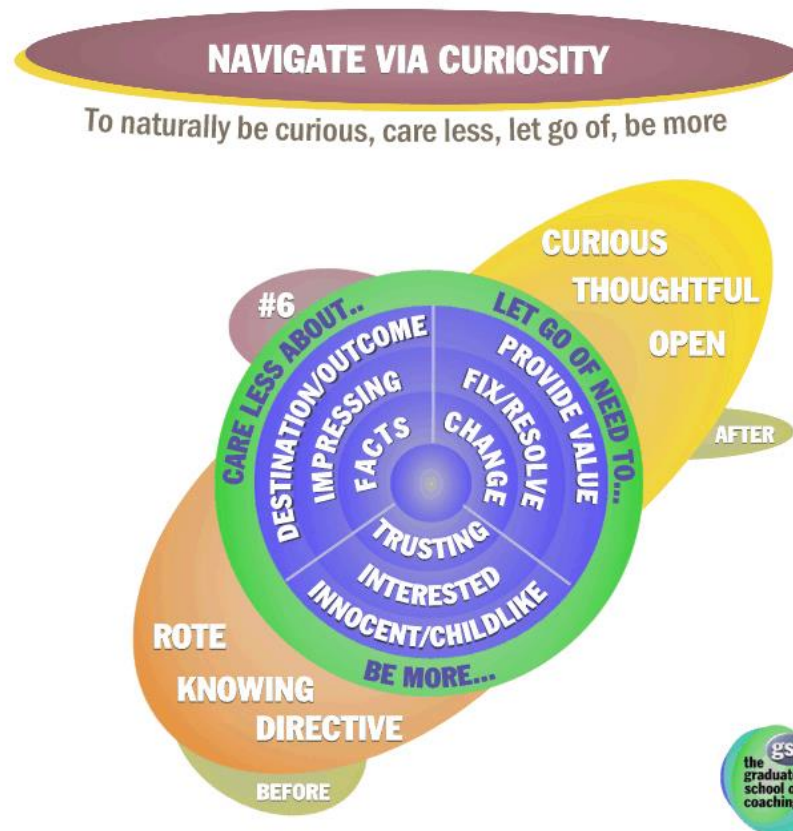 NAVIGATE VIA CURIOSITY
To naturally be curious, care less, let go of, be more
CURIOUS
THOUGHTFUL
OPEN
AFTER
#6
CARE LESS ABOUT..
DESTINATION/OUTCOME
IMPRESSING
FACTS
LET GO OF NEED TO...
PROVIDE VALUE
FIX/RESOLVE
CHANGE
TRUSTING
INTERESTED
INNOCENT/CHILDLIKE
BE MORE...
ROTE
KNOWING
DIRECTIVE
BEFORE
gs
the
graduate
school o
coaching